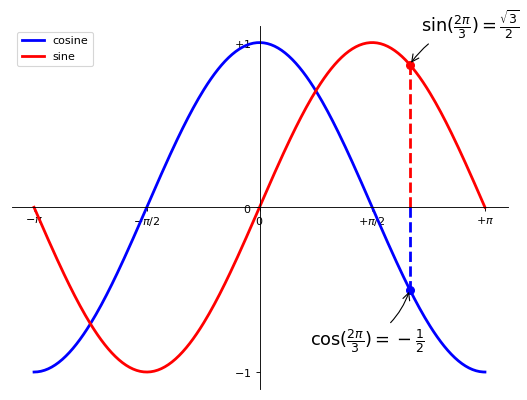 sin(2π/3) = √3/2
cosine
sine
+1
0
−π
−π/2
0
+π/2
+π
cos(2π/3) = −1/2
−1